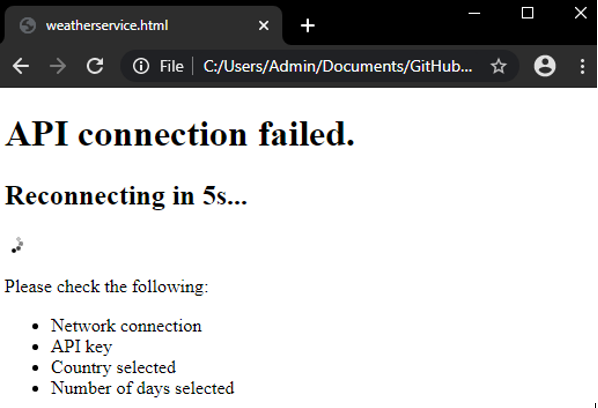 weatherservice.html
File C:/Users/Admin/Documents/GitHub...
API connection failed.
Reconnecting in 5s...
Please check the following:
• Network connection
• API key
• Country selected
• Number of days selected